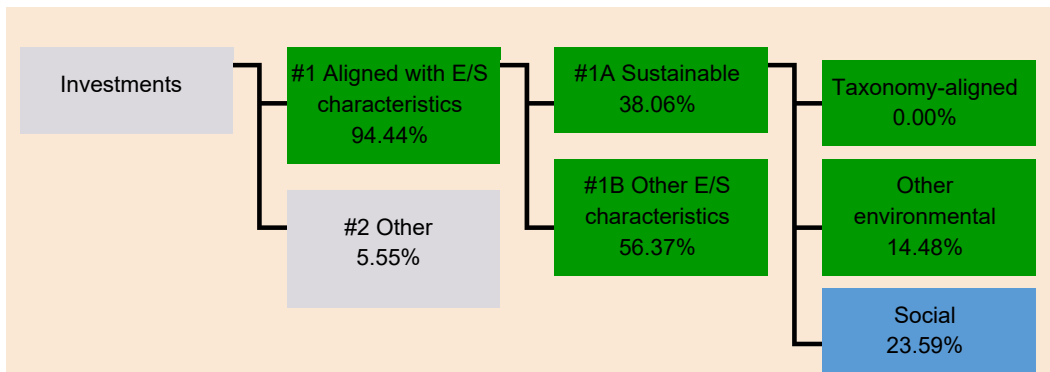 Investments
#1 Aligned with E/S
characteristics
94.44%
#2 Other
5.55%
#1A Sustainable
38.06%
#1B Other E/S
characteristics
56.37%
Taxonomy-aligned
0.00%
Other
environmental
14.48%
Social
23.59%